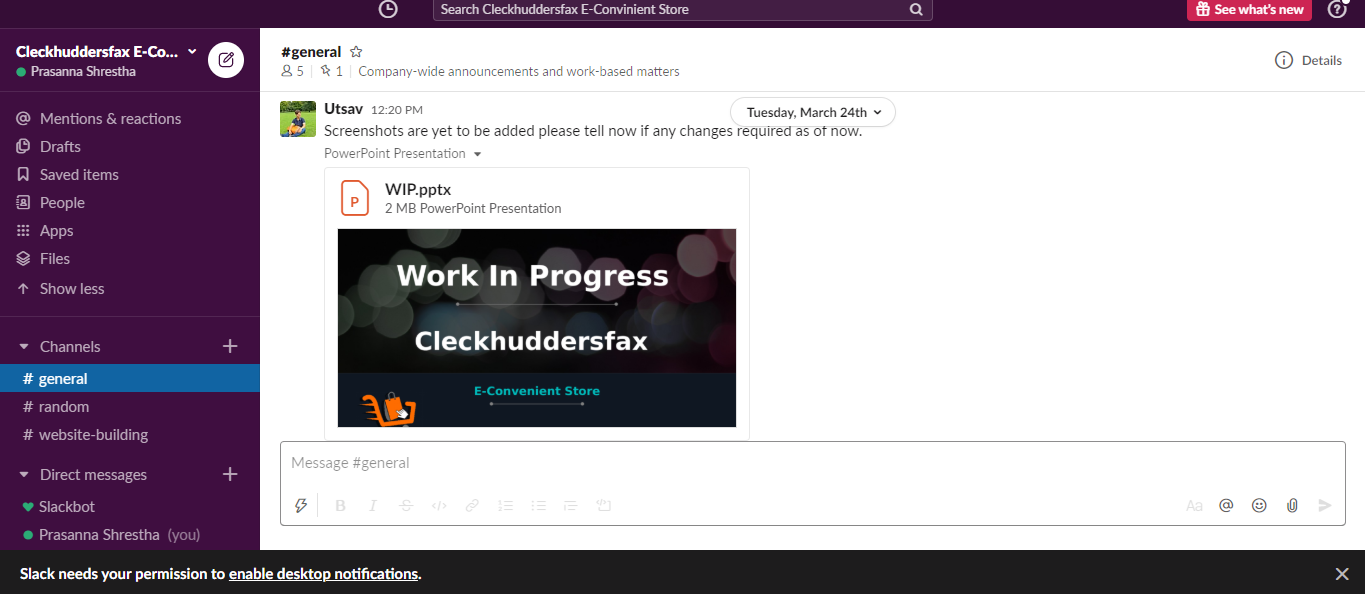 Search Cleckhuddersfax E-Convinient Store
See what's new
Cleckhuddersfax E-Co...
Prasanna Shrestha
Mentions & reactions
Drafts
Saved items
People
Apps
Files
Show less
Channels
# general
# random
# website-building
Direct messages
Slackbot
Prasanna Shrestha (you)
#general
5 | 1 | Company-wide announcements and work-based matters
Details
Tuesday, March 24th
Utsav 12:20 PM
Screenshots are yet to be added please tell now if any changes required as of now.
PowerPoint Presentation
P
WIP.pptx
2 MB PowerPoint Presentation
Work In Progress
Cleckhuddersfax
E-Convenient Store
Message #general
B I S </> Aa @
Slack needs your permission to enable desktop notifications.